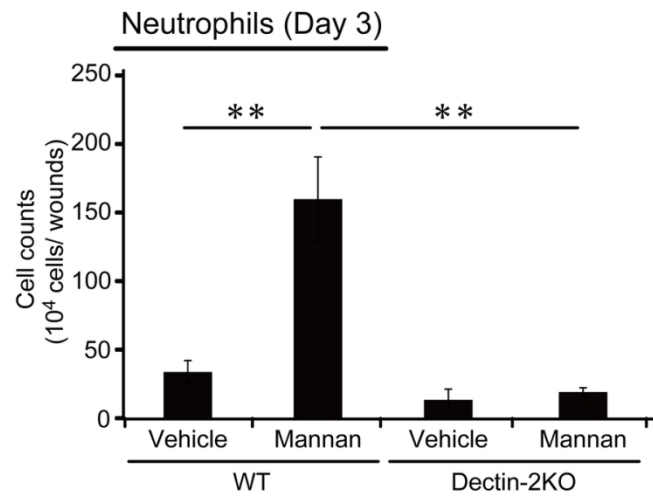 Neutrophils (Day 3)
Cell counts
(10⁴ cells/ wounds)
250
200
150
100
50
0
** **
Vehicle Mannan Vehicle Mannan
WT Dectin-2KO